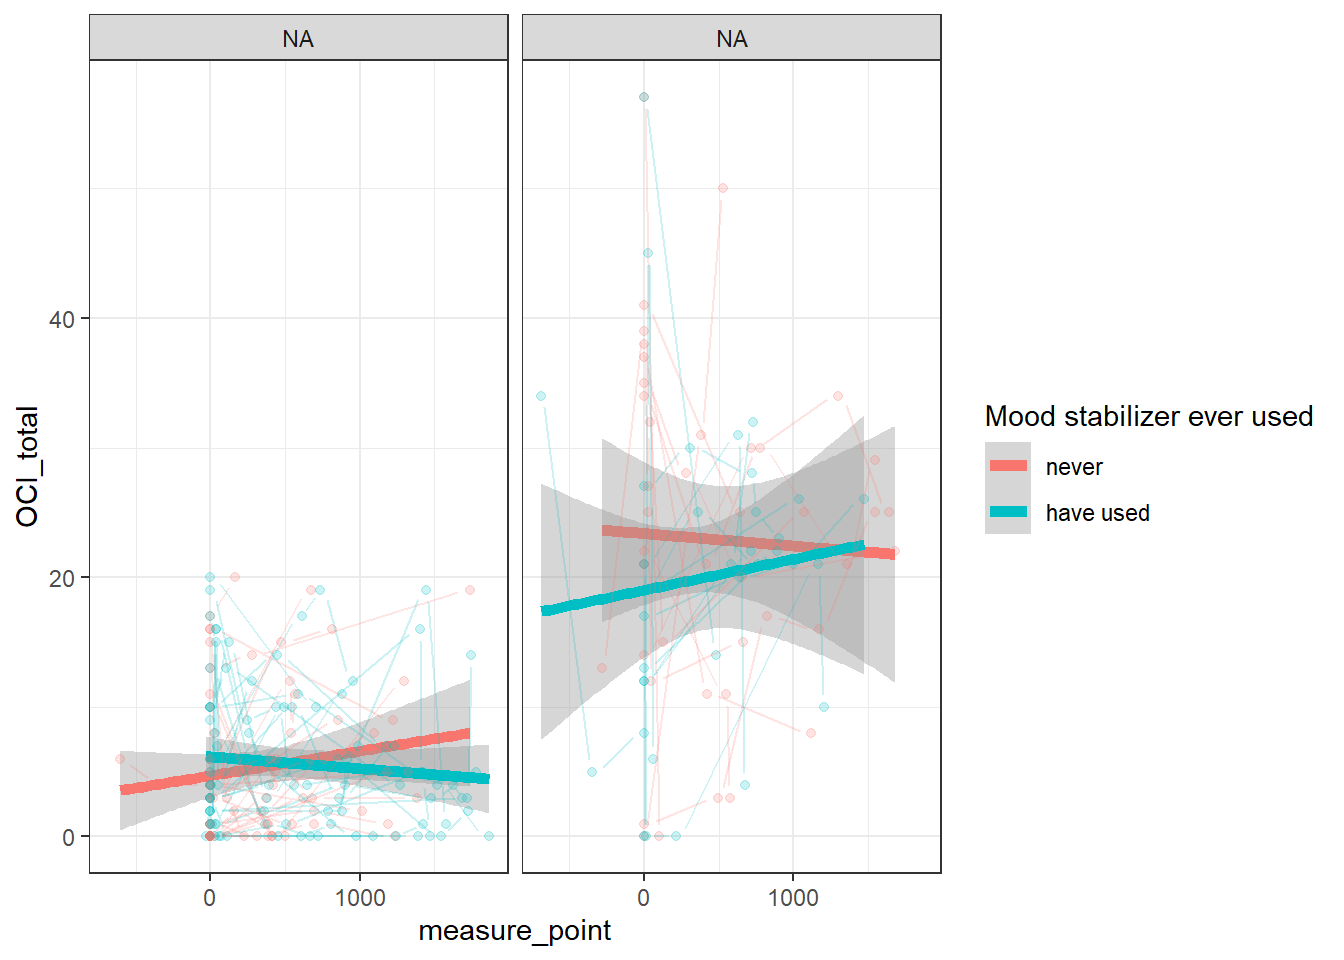 NA NA
40
20
0
0 1000 0 1000
measure_point
OCI_total
Mood stabilizer ever used
never
have used